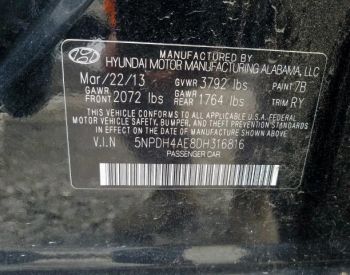 MANUFACTURED BY
HYUNDAI MOTOR MANUFACTURING ALABAMA, LLC
Mar/22/13 GVWR 3792 lbs PAINT 7B
GAWR FRONT 2072 lbs GAWR REAR 1764 lbs TRIM RY
THIS VEHICLE CONFORMS TO ALL APPLICABLE U.S. FEDERAL
MOTOR VEHICLE SAFETY, BUMPER, AND THEFT PREVENTION
STANDARDS IN EFFECT ON THE DATE OF MANUFACTURE
SHOWN ABOVE.
V.I.N 5NPDH4AE8DH316816
PASSENGER CAR